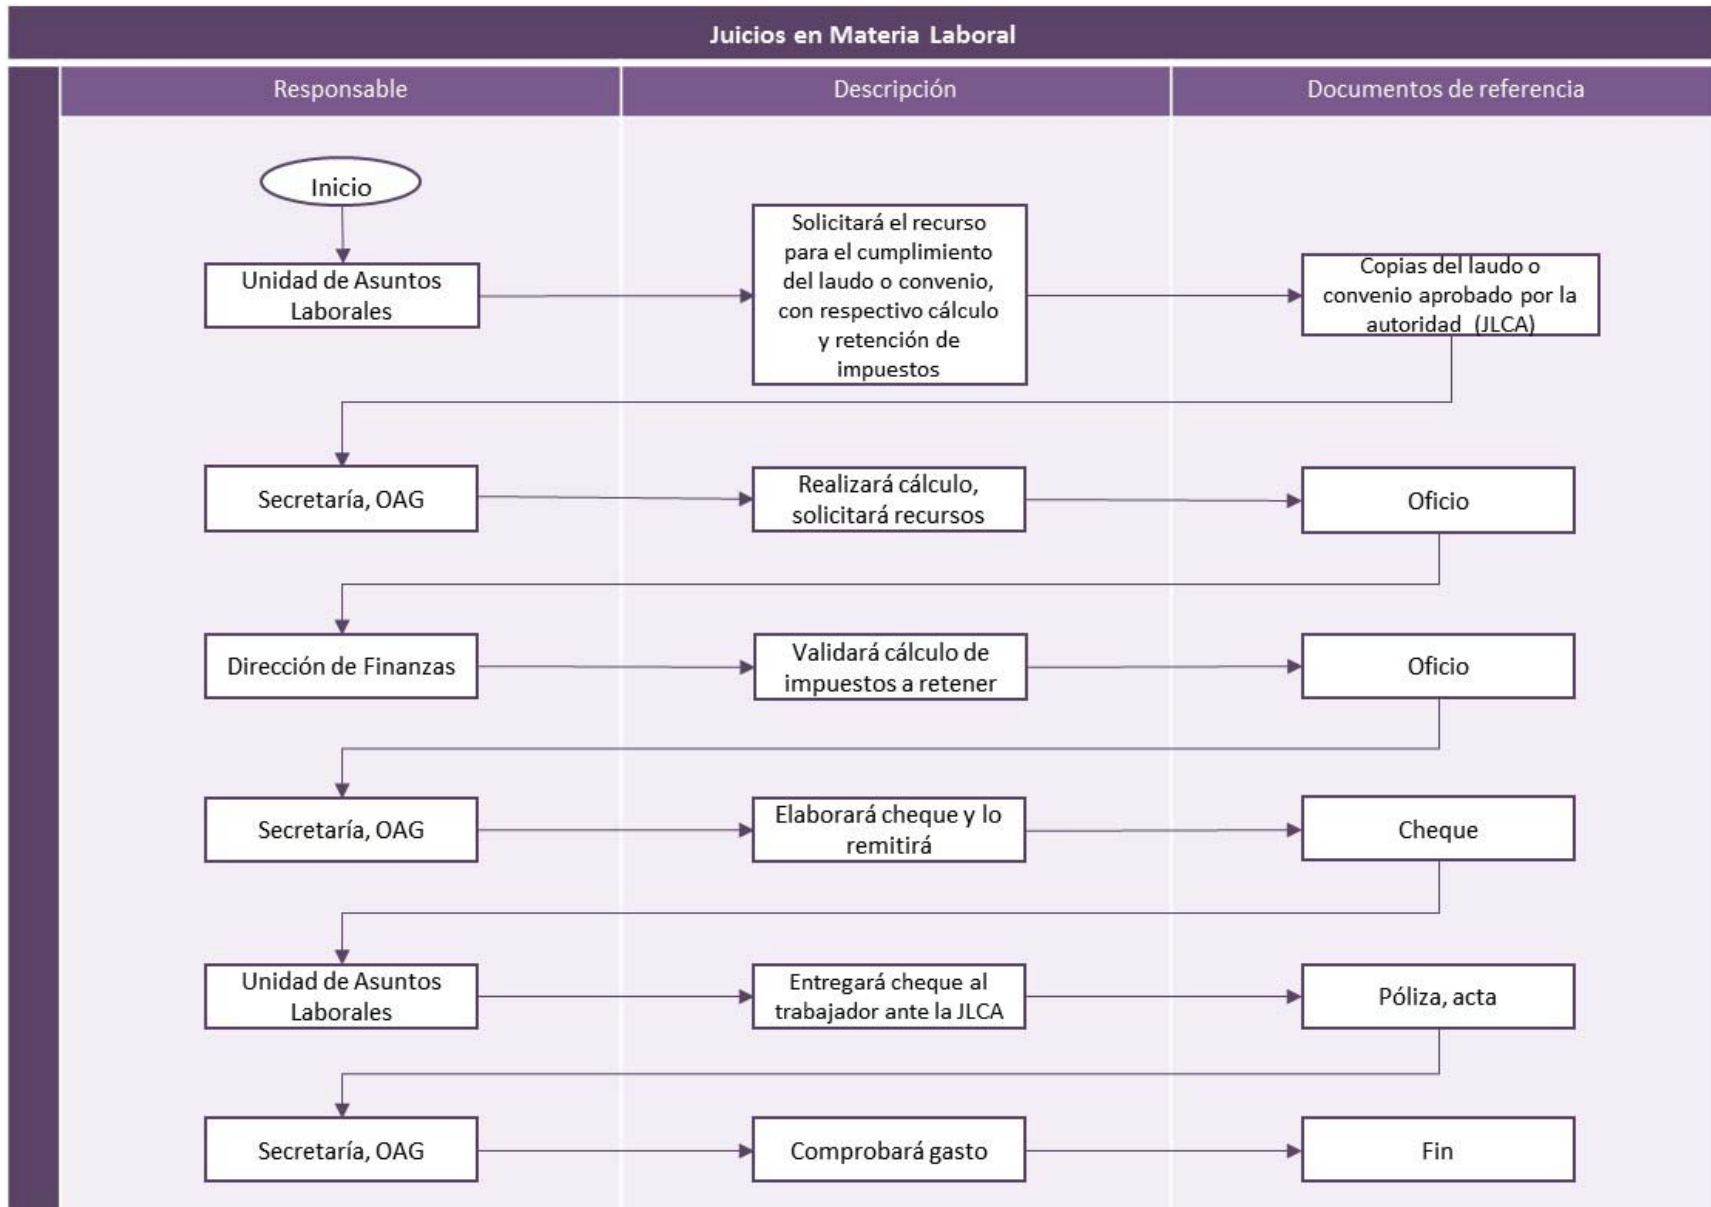 Juicios en Materia Laboral
Responsable
Descripción
Documentos de referencia
Inicio
Unidad de Asuntos
Laborales
Solicitará el recurso
para el cumplimiento
del laudo o convenio,
con respectivo cálculo
y retención de
impuestos
Copias del laudo o
convenio aprobado por la
autoridad (JLCA)
Secretaría, OAG
Realizará cálculo,
solicitará recursos
Oficio
Dirección de Finanzas
Validará cálculo de
impuestos a retener
Oficio
Secretaría, OAG
Elaborará cheque y lo
remitirá
Cheque
Unidad de Asuntos
Laborales
Entregará cheque al
trabajador ante la JLCA
Póliza, acta
Secretaría, OAG
Comprobará gasto
Fin